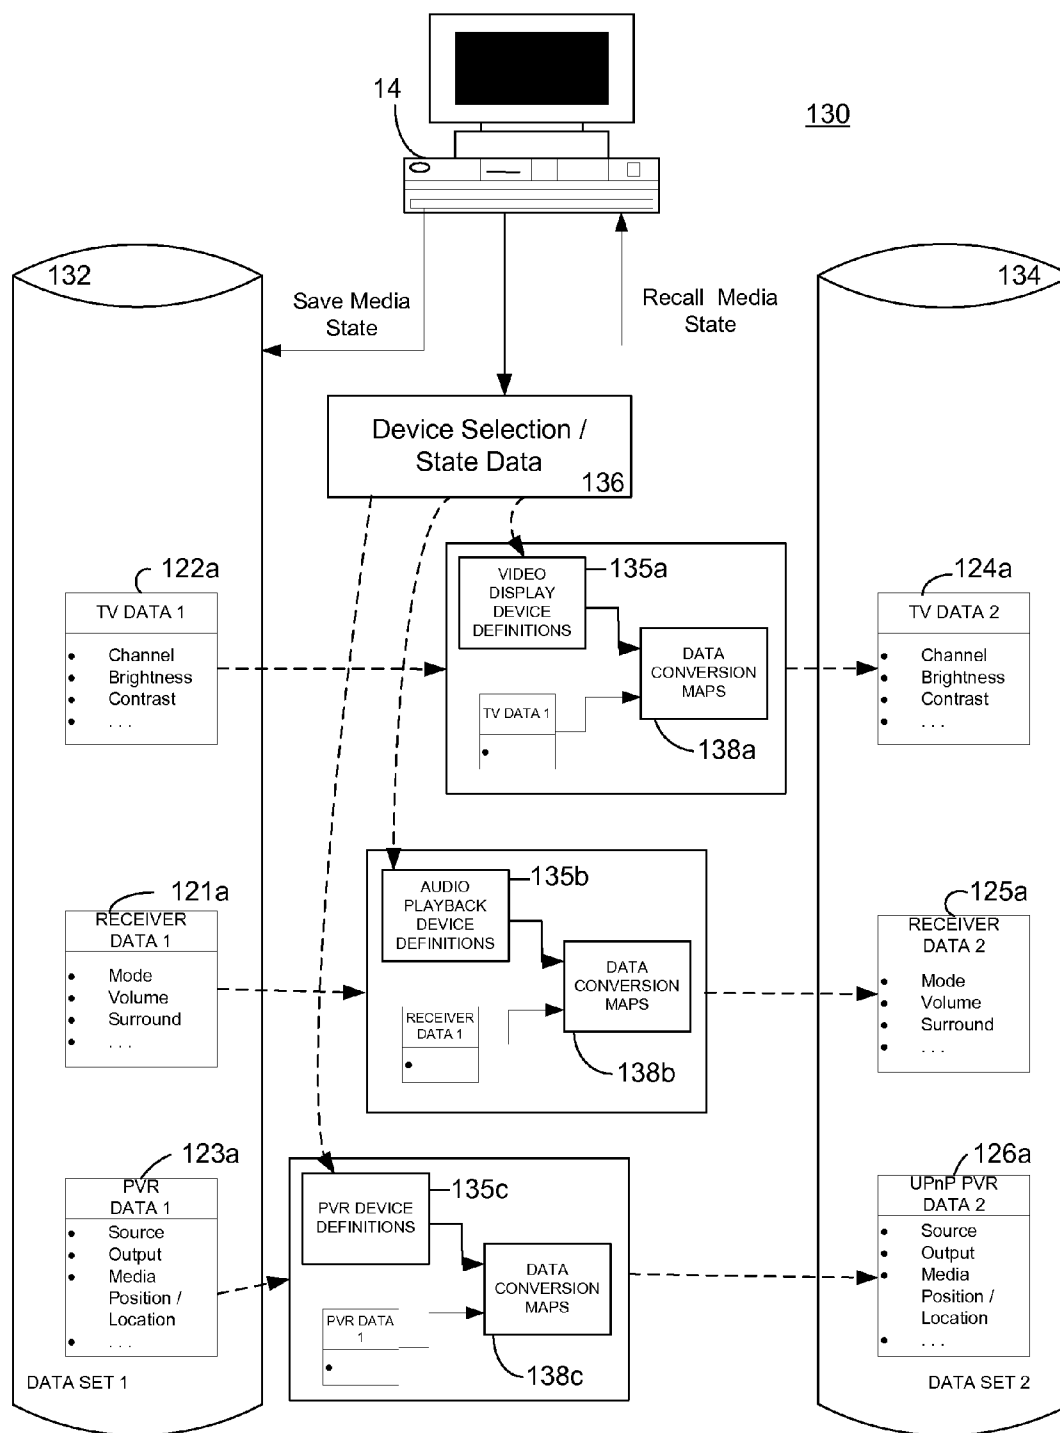 14
130
132
134
Save Media
State
Recall Media
State
Device Selection /
State Data
136
122a
TV DATA 1
• Channel
• Brightness
• Contrast
• . . .
VIDEO
DISPLAY
DEVICE
DEFINITIONS
135a
DATA
CONVERSION
MAPS
TV DATA 1
•
138a
124a
TV DATA 2
• Channel
• Brightness
• Contrast
• . . .
121a
RECEIVER
DATA 1
• Mode
• Volume
• Surround
• . . .
AUDIO
PLAYBACK
DEVICE
DEFINITIONS
135b
DATA
CONVERSION
MAPS
RECEIVER
DATA 1
•
138b
125a
RECEIVER
DATA 2
• Mode
• Volume
• Surround
• . . .
123a
PVR
DATA 1
• Source
• Output
• Media
Position /
Location
• . . .
DATA SET 1
PVR DEVICE
DEFINITIONS
135c
DATA
CONVERSION
MAPS
PVR DATA
1
•
138c
126a
UPnP PVR
DATA 2
• Source
• Output
• Media
Position /
Location
• . . .
DATA SET 2